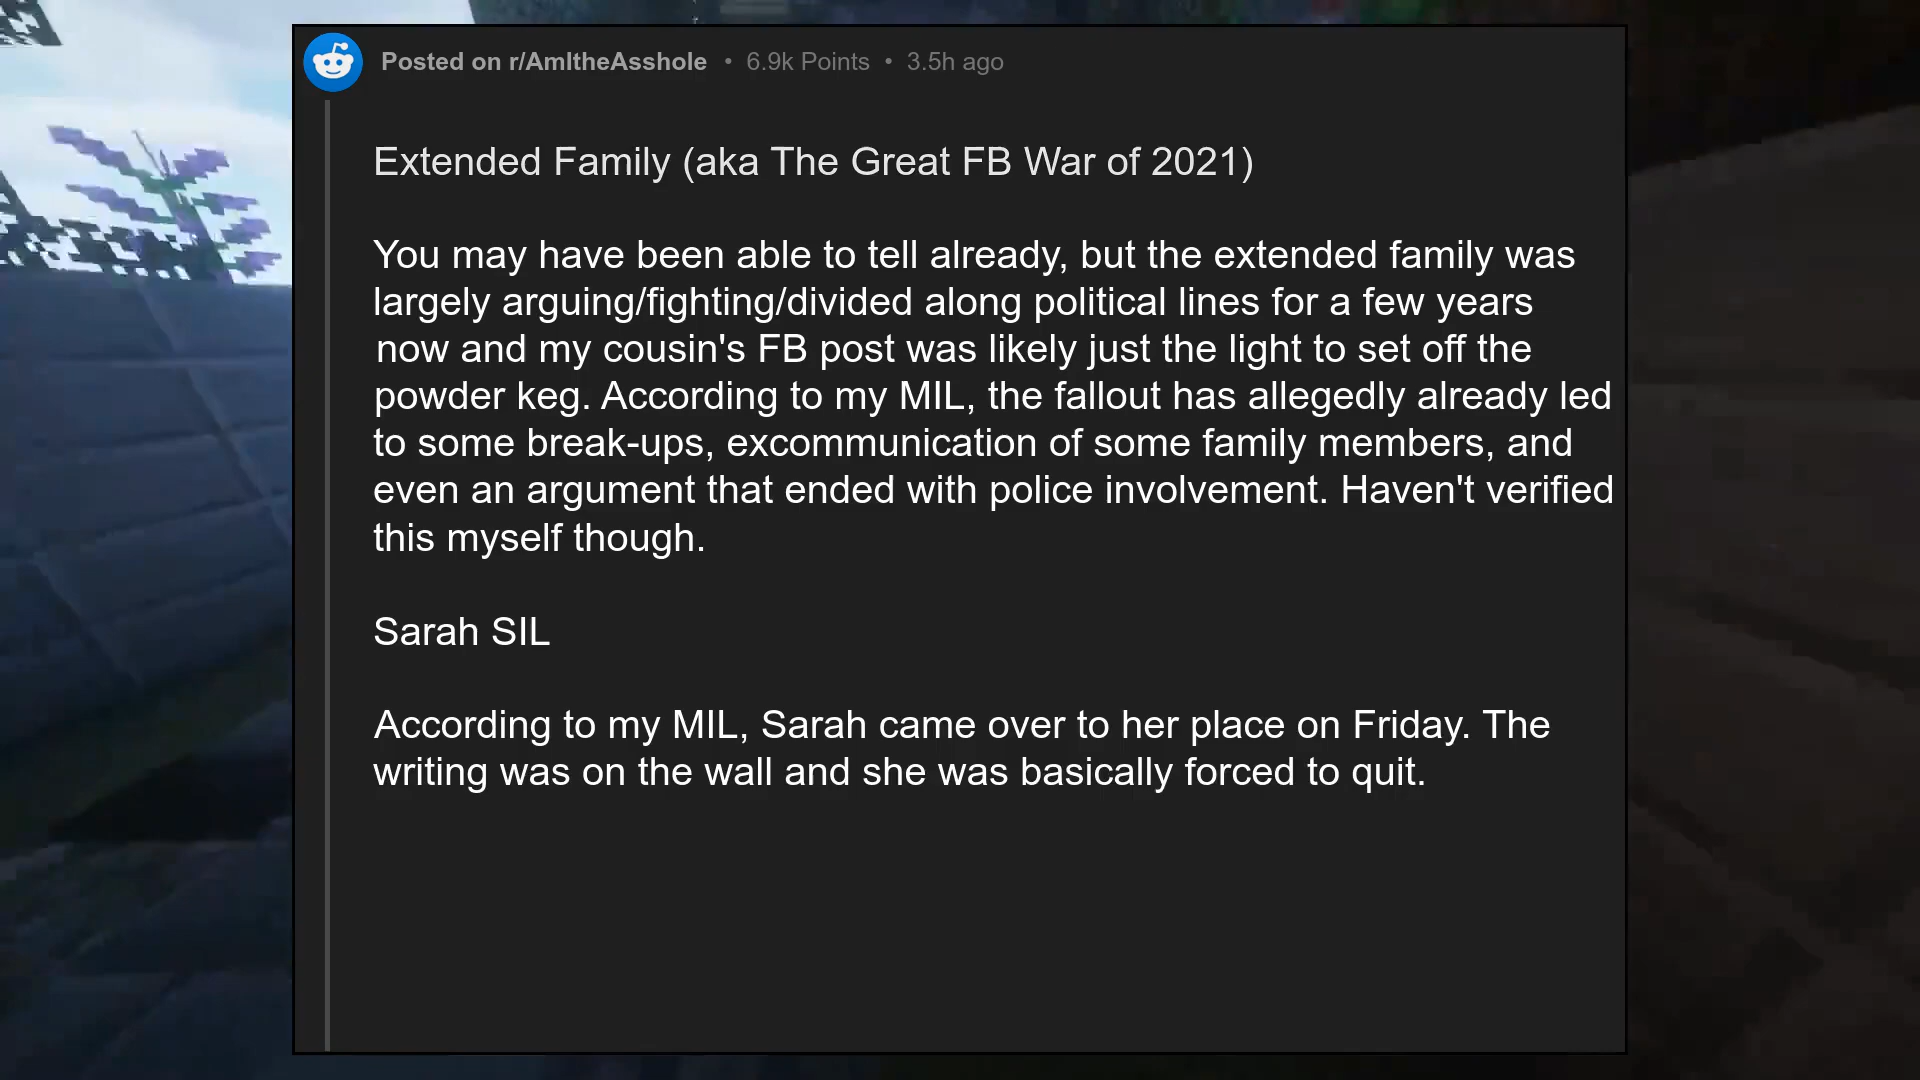 Posted on r/AmItheAsshole • 6.9k Points • 3.5h ago
Extended Family (aka The Great FB War of 2021)
You may have been able to tell already, but the extended family was
largely arguing/fighting/divided along political lines for a few years
now and my cousin's FB post was likely just the light to set off the
powder keg. According to my MIL, the fallout has allegedly already led
to some break-ups, excommunication of some family members, and
even an argument that ended with police involvement. Haven't verified
this myself though.
Sarah SIL
According to my MIL, Sarah came over to her place on Friday. The
writing was on the wall and she was basically forced to quit.